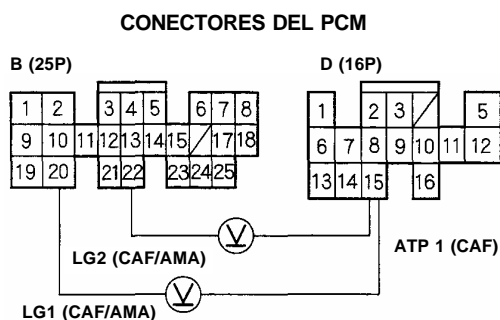 CONECTORES DEL PCM
B (25P)
D (16P)
1 2 3 4 5 6 7 8
9 10 11 12 13 14 15 17 18
19 20 21 22 23 24 25
1 2 3 5
6 7 8 9 10 11 12
13 14 15 16
V
LG2 (CAF/AMA)
ATP 1 (CAF)
V
LG1 (CAF/AMA)